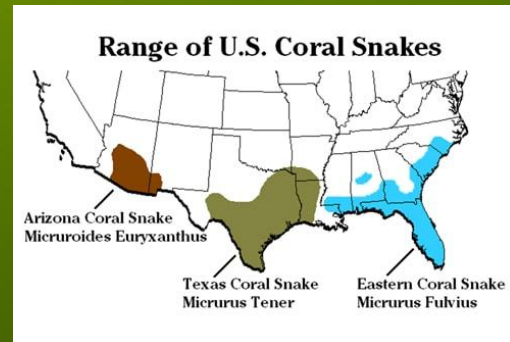 Range of U.S. Coral Snakes
Arizona Coral Snake
Micruroides Euryxanthus
Texas Coral Snake
Micrurus Tener
Eastern Coral Snake
Micrurus Fulvius